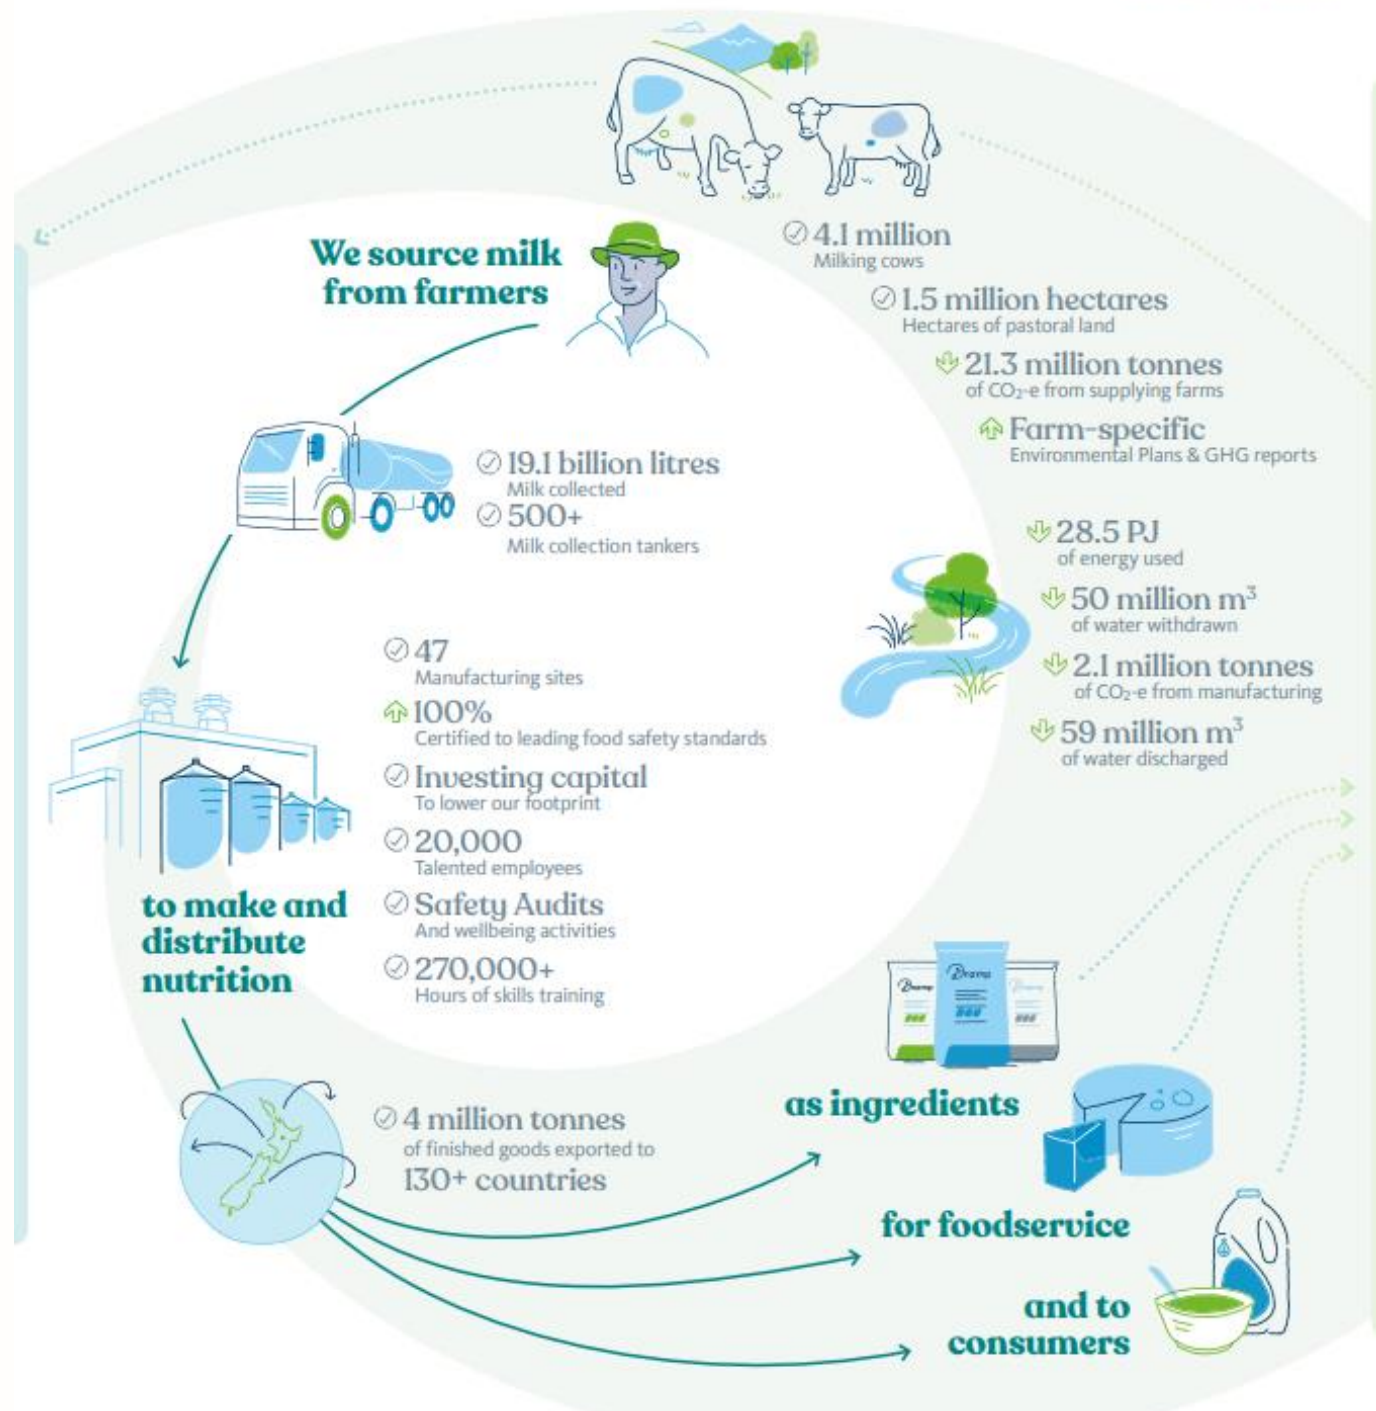 We source milk
from farmers
4.1 million
Milking cows
1.5 million hectares
Hectares of pastoral land
21.3 million tonnes
of CO₂-e from supplying farms
Farm-specific
Environmental Plans & GHG reports
19.1 billion litres
Milk collected
500+
Milk collection tankers
28.5 PJ
of energy used
50 million m³
of water withdrawn
2.1 million tonnes
of CO₂-e from manufacturing
59 million m³
of water discharged
47
Manufacturing sites
100%
Certified to leading food safety standards
Investing capital
To lower our footprint
20,000
Talented employees
Safety Audits
And wellbeing activities
270,000+
Hours of skills training
to make and
distribute
nutrition
4 million tonnes
of finished goods exported to
130+ countries
as ingredients
for foodservice
and to
consumers